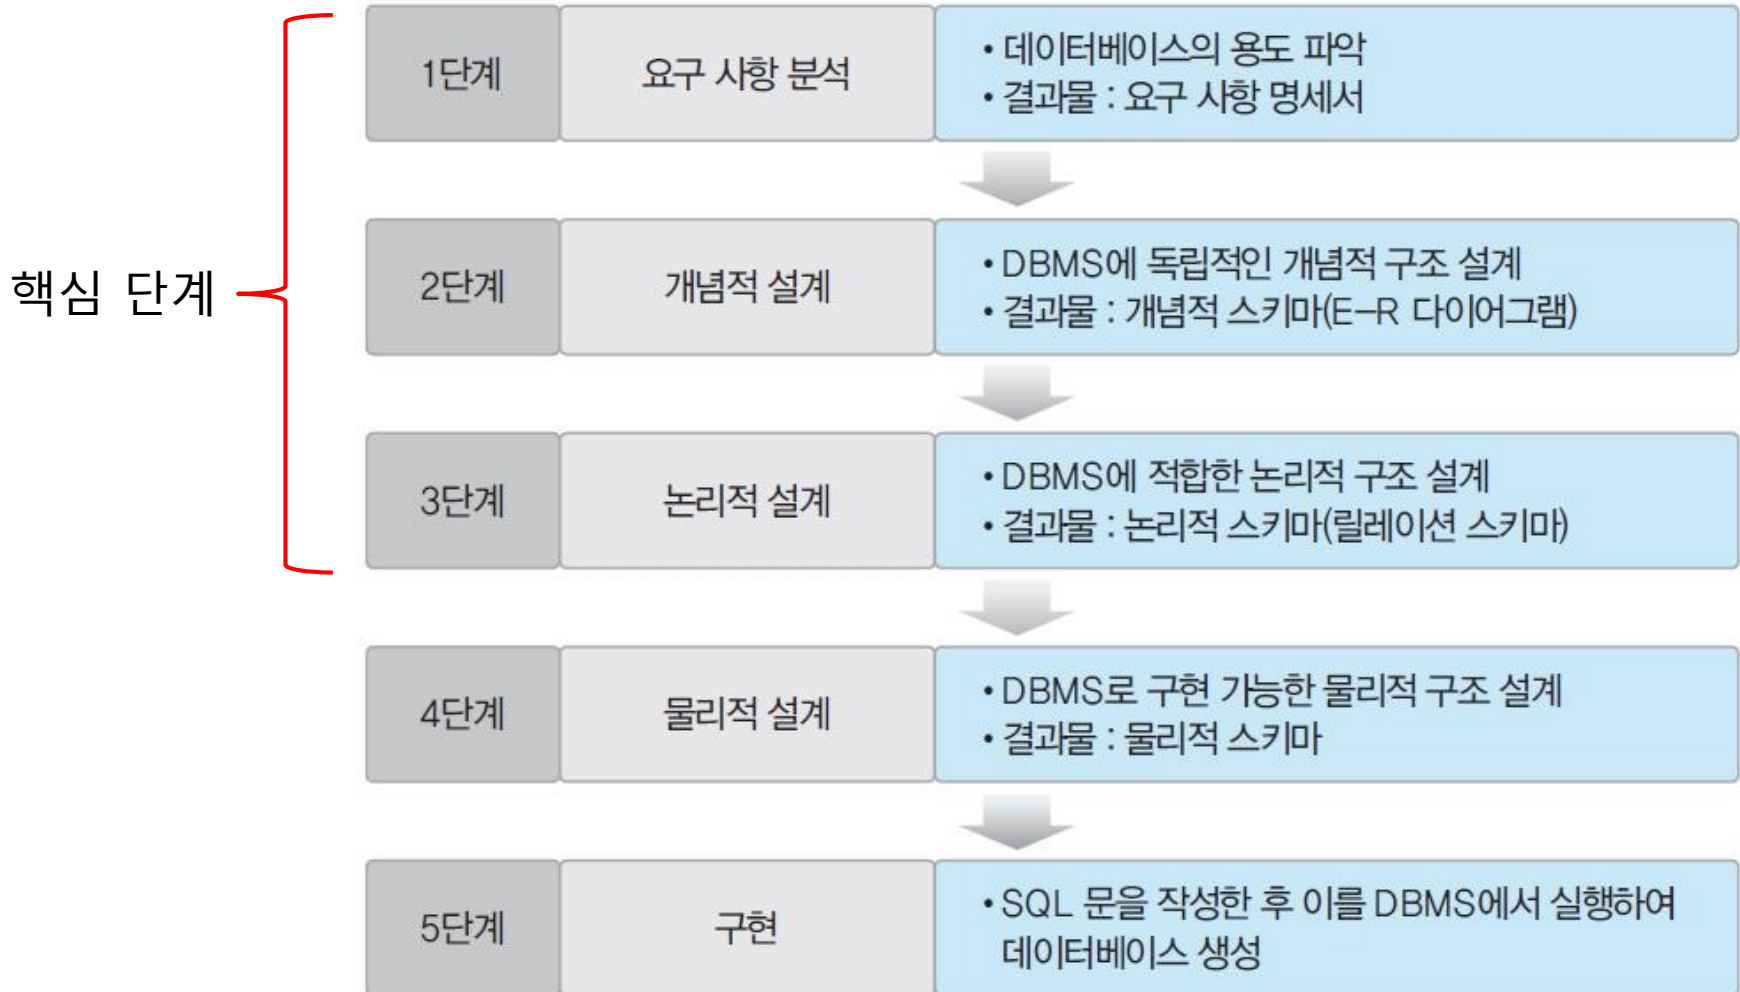 핵심 단계
1단계
요구 사항 분석
• 데이터베이스의 용도 파악
• 결과물 : 요구 사항 명세서
2단계
개념적 설계
• DBMS에 독립적인 개념적 구조 설계
• 결과물 : 개념적 스키마(E-R 다이어그램)
3단계
논리적 설계
• DBMS에 적합한 논리적 구조 설계
• 결과물 : 논리적 스키마(릴레이션 스키마)
4단계
물리적 설계
• DBMS로 구현 가능한 물리적 구조 설계
• 결과물 : 물리적 스키마
5단계
구현
• SQL 문을 작성한 후 이를 DBMS에서 실행하여
데이터베이스 생성